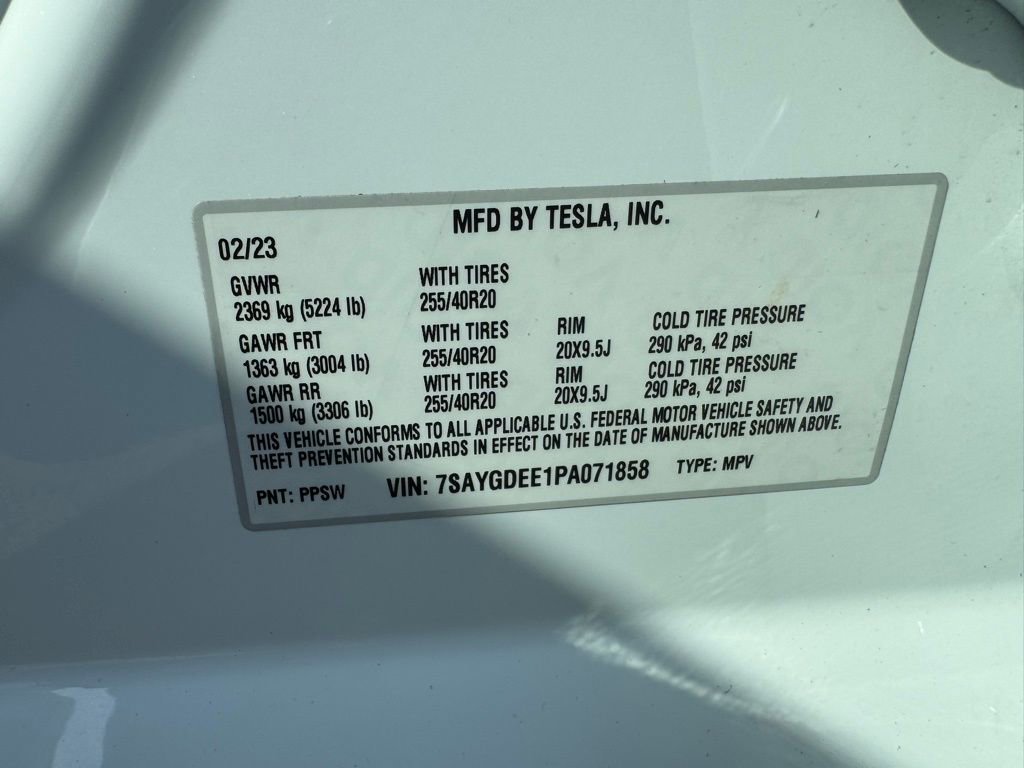 MFD BY TESLA, INC.
02/23
GVWR WITH TIRES
2369 kg (5224 lb) 255/40R20
GAWR FRT WITH TIRES RIM COLD TIRE PRESSURE
1363 kg (3004 lb) 255/40R20 20X9.5J 290 kPa, 42 psi
GAWR RR WITH TIRES RIM COLD TIRE PRESSURE
1500 kg (3306 lb) 255/40R20 20X9.5J 290 kPa, 42 psi
THIS VEHICLE CONFORMS TO ALL APPLICABLE U.S. FEDERAL MOTOR VEHICLE SAFETY AND
THEFT PREVENTION STANDARDS IN EFFECT ON THE DATE OF MANUFACTURE SHOWN ABOVE.
PNT: PPSW VIN: 7SAYGDEE1PA071858 TYPE: MPV